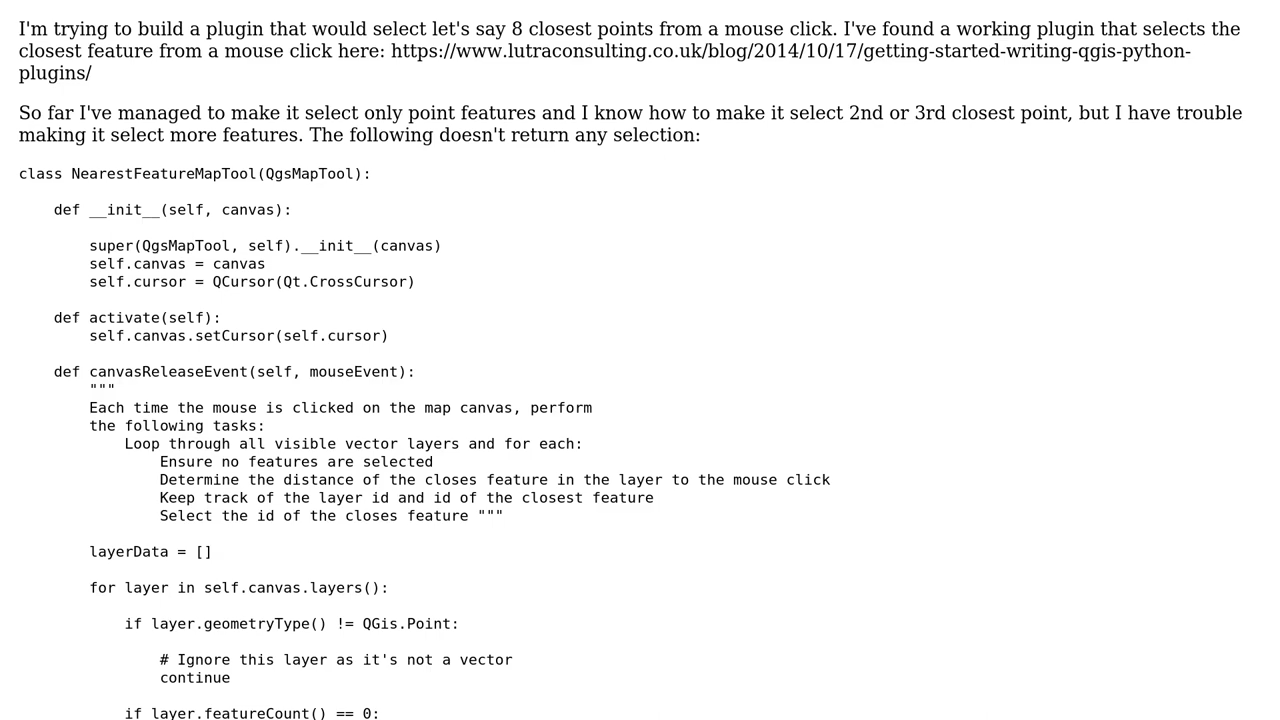 I'm trying to build a plugin that would select let's say 8 closest points from a mouse click. I've found a working plugin that selects the
closest feature from a mouse click here: https://www.lutraconsulting.co.uk/blog/2014/10/17/getting-started-writing-qgis-python-
plugins/
So far I've managed to make it select only point features and I know how to make it select 2nd or 3rd closest point, but I have trouble
making it select more features. The following doesn't return any selection:
class NearestFeatureMapTool(QgsMapTool):
    def __init__(self, canvas):
        super(QgsMapTool, self).__init__(canvas)
        self.canvas = canvas
        self.cursor = QCursor(Qt.CrossCursor)
    def activate(self):
        self.canvas.setCursor(self.cursor)
    def canvasReleaseEvent(self, mouseEvent):
        """
        Each time the mouse is clicked on the map canvas, perform
        the following tasks:
            Loop through all visible vector layers and for each:
                Ensure no features are selected
                Determine the distance of the closes feature in the layer to the mouse click
                Keep track of the layer id and id of the closest feature
                Select the id of the closes feature """
        layerData = []
        for layer in self.canvas.layers():
            if layer.geometryType() != QGis.Point:
                # Ignore this layer as it's not a vector
                continue
            if layer.featureCount() == 0: